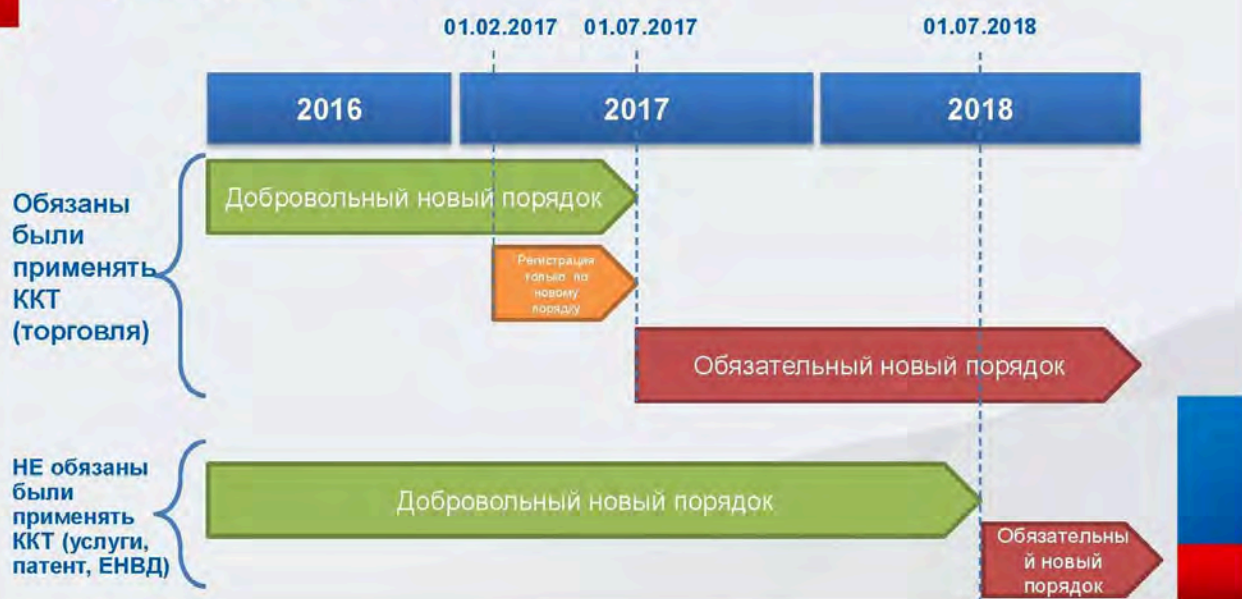 01.02.2017 01.07.2017 01.07.2018
2016 2017 2018
Обязаны
были
применять
ККТ
(торговля)
Добровольный новый порядок
Регистрация
только по
новому
порядку
Обязательный новый порядок
НЕ обязаны
были
применять
ККТ (услуги,
патент, ЕНВД)
Добровольный новый порядок
Обязательны
й новый
порядок